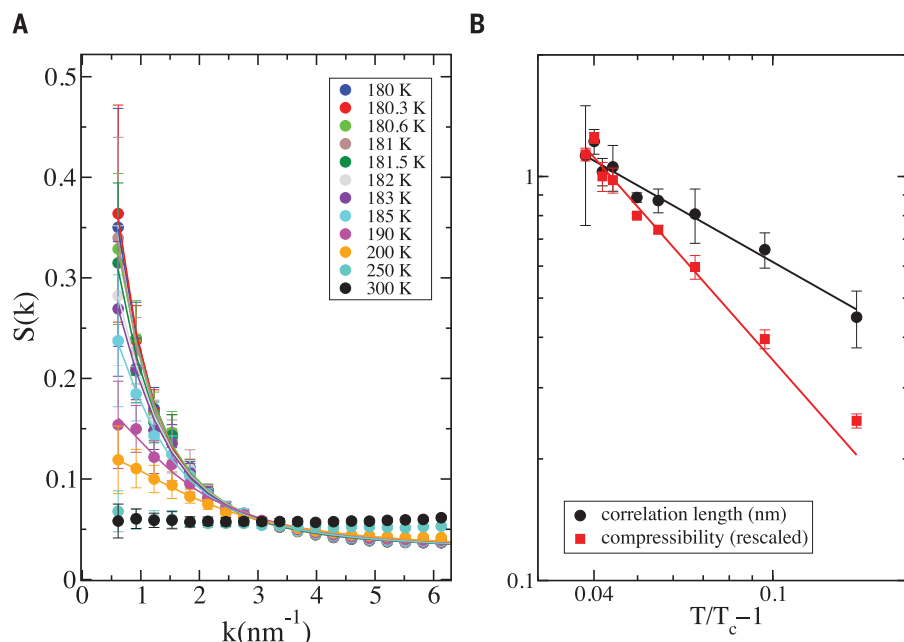 A
B
0.5
0.4
0.3
0.2
0.1
0
S(k)
180 K
180.3 K
180.6 K
181 K
181.5 K
182 K
183 K
185 K
190 K
200 K
250 K
300 K
0 1 2 3 4 5 6
k(nm⁻¹)
1
0.1
correlation length (nm)
compressibility (rescaled)
0.04 0.1
T/T_c−1